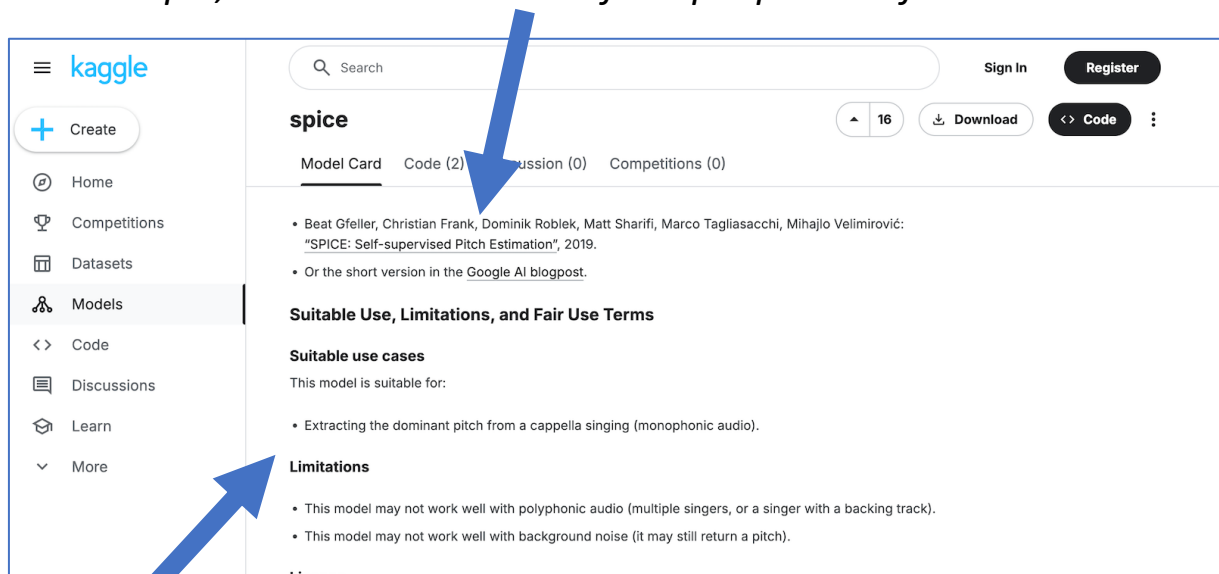 kaggle
Search
Sign In
Register
Create
spice
16
Download
<> Code
Model Card Code (2) ussion (0) Competitions (0)
Home
Competitions
Datasets
Models
Code
Discussions
Learn
More
• Beat Gfeller, Christian Frank, Dominik Roblek, Matt Sharifi, Marco Tagliasacchi, Mihajlo Velimirović:
"SPICE: Self-supervised Pitch Estimation", 2019.
• Or the short version in the Google AI blogpost.
Suitable Use, Limitations, and Fair Use Terms
Suitable use cases
This model is suitable for:
• Extracting the dominant pitch from a cappella singing (monophonic audio).
Limitations
• This model may not work well with polyphonic audio (multiple singers, or a singer with a backing track).
• This model may not work well with background noise (it may still return a pitch).